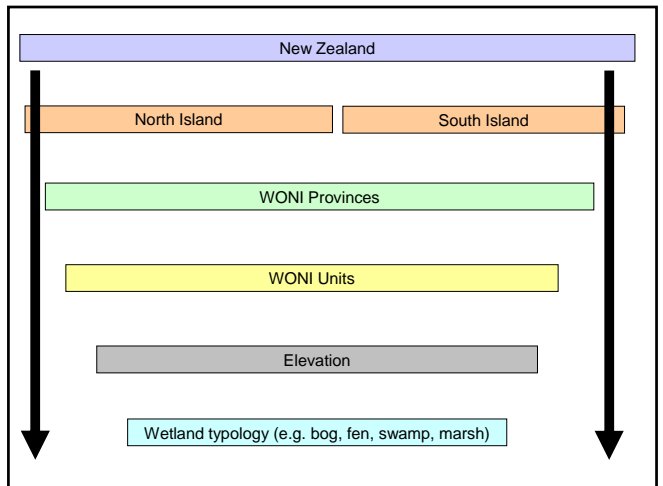 New Zealand
North Island
South Island
WONI Provinces
WONI Units
Elevation
Wetland typology (e.g. bog, fen, swamp, marsh)